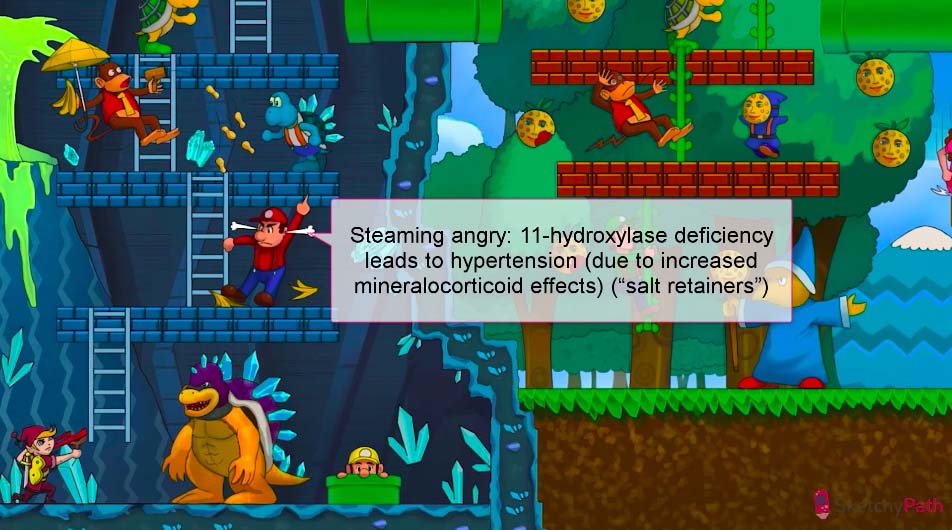 Steaming angry: 11-hydroxylase deficiency
leads to hypertension (due to increased
mineralocorticoid effects) (“salt retainers”)
SketchyPath